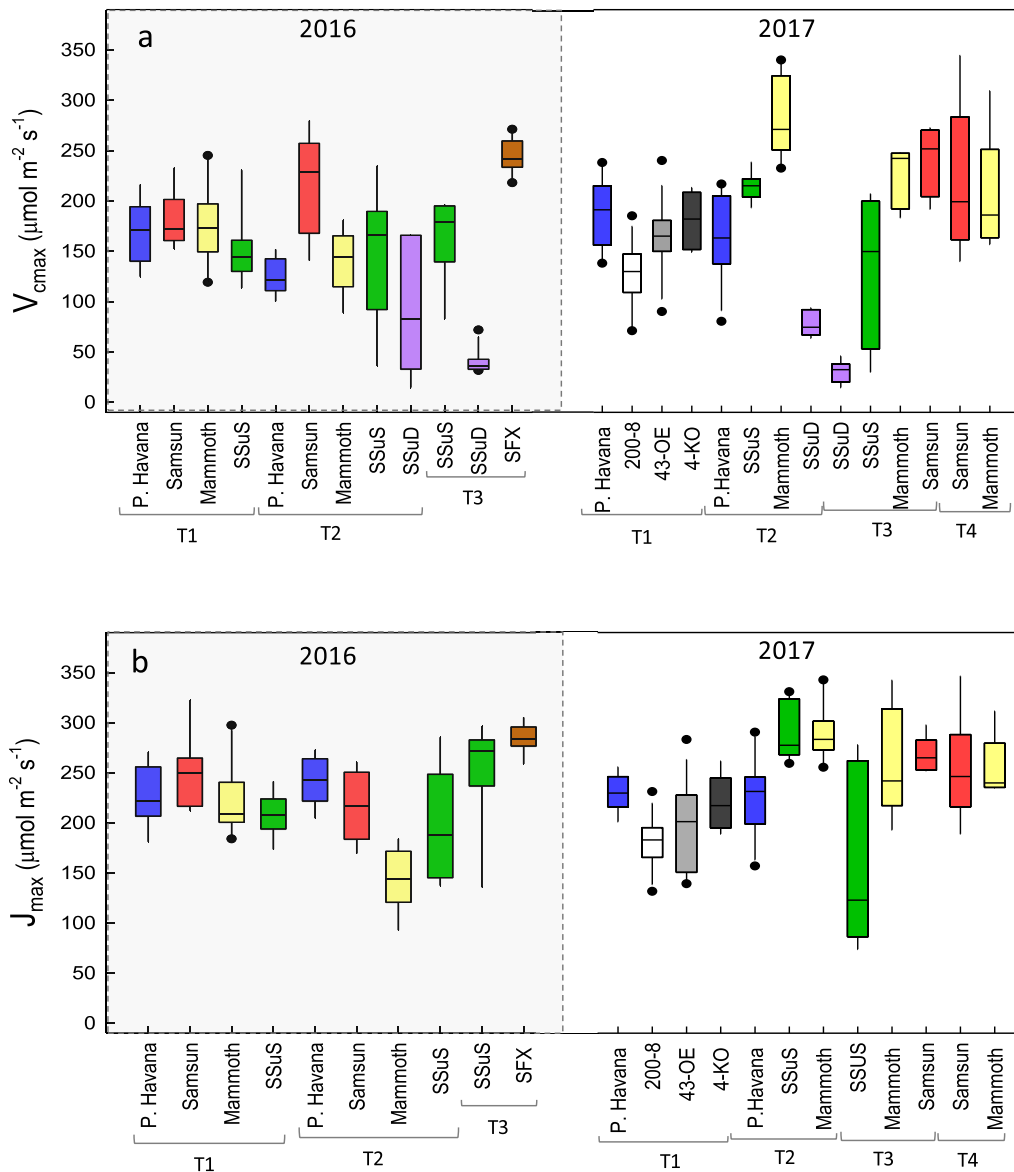 a
2016
2017
350
300
250
200
150
100
50
0
Vcmax (µmol m-2 s-1)
P. Havana
Samsun
Mammoth
SSuS
P. Havana
Samsun
Mammoth
SSuS
SSuD
SSuS
SSuD
SFX
P. Havana
200-8
43-OE
4-KO
P.Havana
SSuS
Mammoth
SSuD
SSuD
SSuS
Mammoth
Samsun
Samsun
Mammoth
T1
T2
T3
T1
T2
T3
T4
b
2016
2017
350
300
250
200
150
100
50
0
Jmax (µmol m-2 s-1)
P. Havana
Samsun
Mammoth
SSuS
P. Havana
Samsun
Mammoth
SSuS
SSuS
SFX
P. Havana
200-8
43-OE
4-KO
P.Havana
SSuS
Mammoth
SSUS
Mammoth
Samsun
Samsun
Mammoth
T1
T2
T3
T1
T2
T3
T4